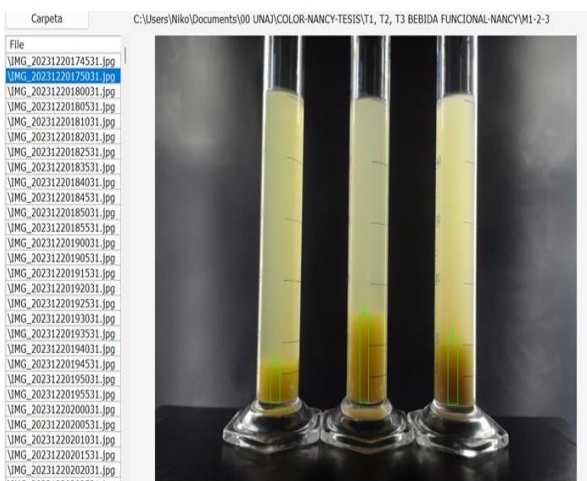 Carpeta C:\Users\Niko\Documents\00 UNAJ\COLOR-NANCY-TESIS\T1, T2, T3 BEBIDA FUNCIONAL-NANCY\M1-2-3
File
\IMG_20231220174531.jpg
\IMG_20231220175031.jpg
\IMG_20231220180031.jpg
\IMG_20231220180531.jpg
\IMG_20231220181031.jpg
\IMG_20231220182031.jpg
\IMG_20231220182531.jpg
\IMG_20231220183531.jpg
\IMG_20231220184031.jpg
\IMG_20231220184531.jpg
\IMG_20231220185031.jpg
\IMG_20231220185531.jpg
\IMG_20231220190031.jpg
\IMG_20231220190531.jpg
\IMG_20231220191531.jpg
\IMG_20231220192031.jpg
\IMG_20231220192531.jpg
\IMG_20231220193031.jpg
\IMG_20231220193531.jpg
\IMG_20231220194031.jpg
\IMG_20231220194531.jpg
\IMG_20231220195031.jpg
\IMG_20231220195531.jpg
\IMG_20231220200031.jpg
\IMG_20231220200531.jpg
\IMG_20231220201031.jpg
\IMG_20231220201531.jpg
\IMG_20231220202031.jpg